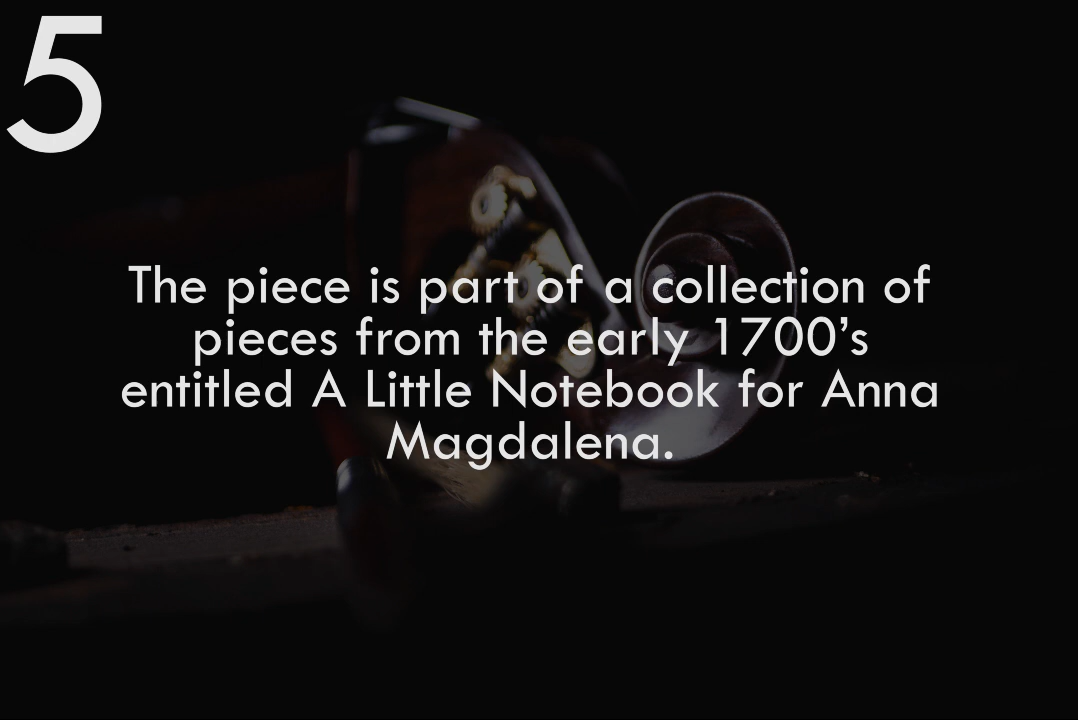 5
The piece is part of a collection of
pieces from the early 1700’s
entitled A Little Notebook for Anna
Magdalena.